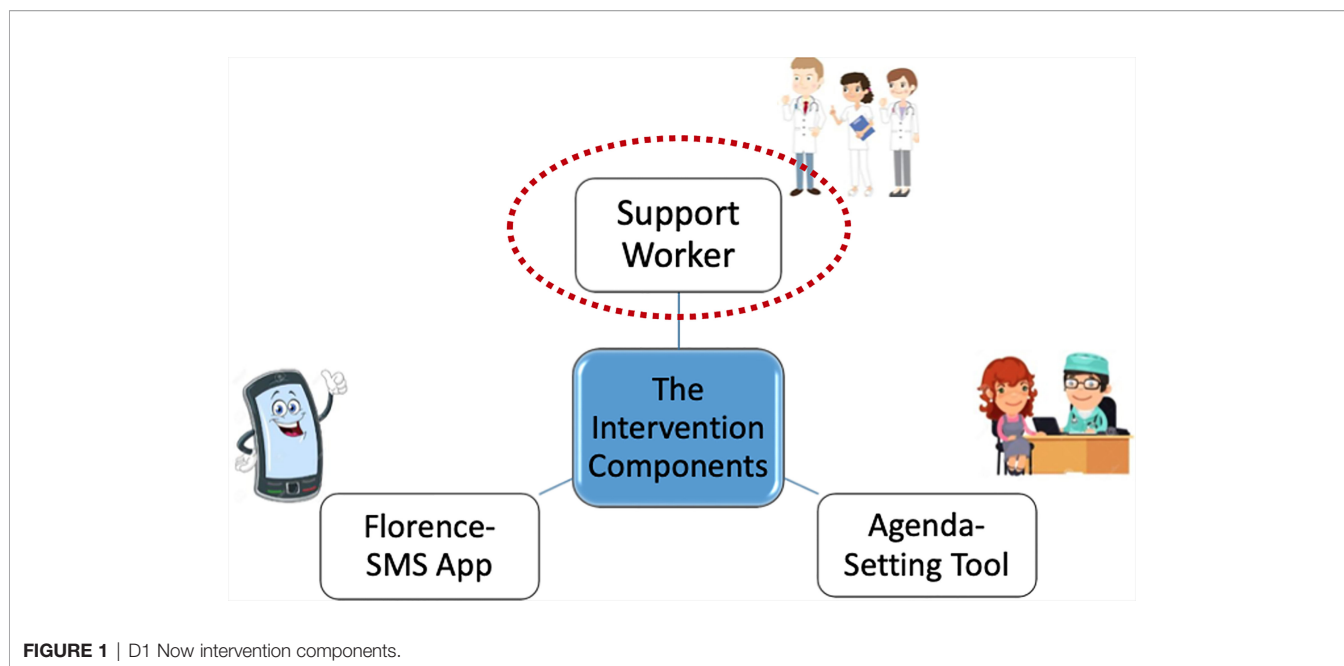 Support
Worker
The
Intervention
Components
Florence-
SMS App
Agenda-
Setting Tool
FIGURE 1 | D1 Now intervention components.